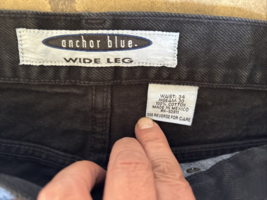 anchor blue.
WIDE LEG
WAIST: 36
INSEAM: 30
100% COTTON
MADE IN MEXICO
SEE REVERSE FOR CARE